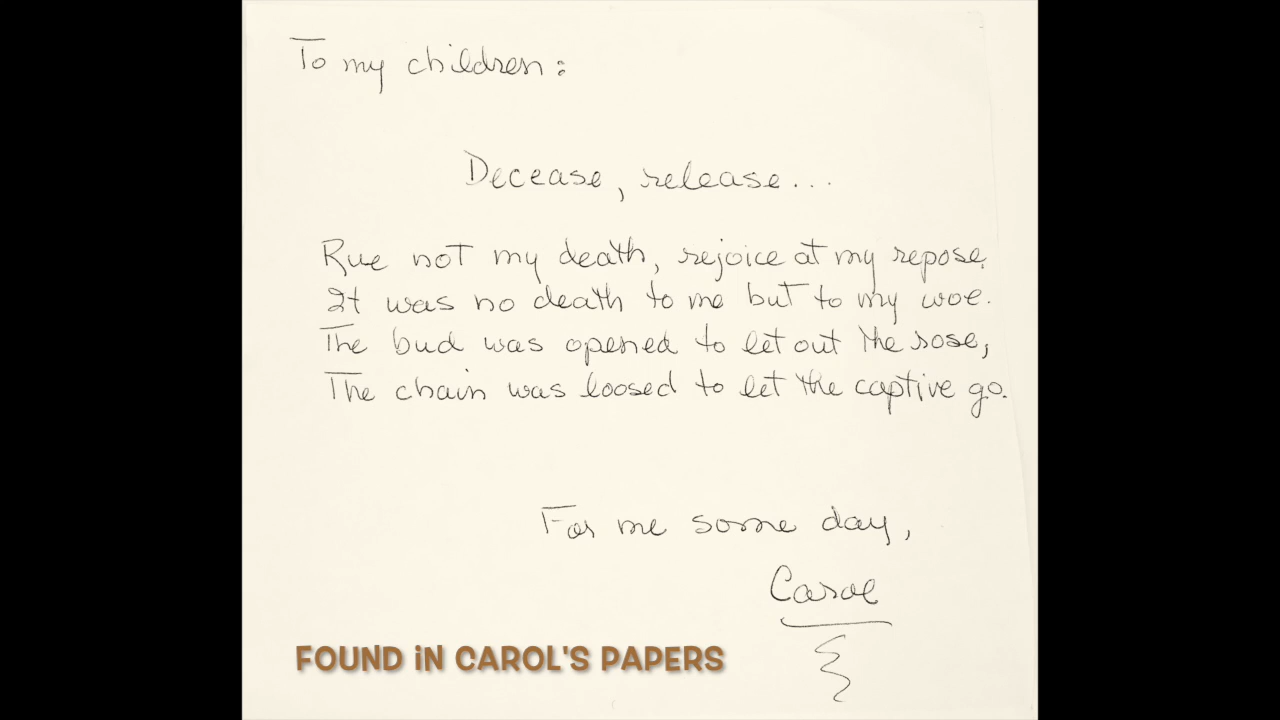 To my children:
Decease, release...
Rue not my death, rejoice at my repose.
It was no death to me but to my woe.
The bud was opened to let out the rose,
The chain was loosed to let the captive go.
For me some day,
Carol
FOUND IN CAROL'S PAPERS